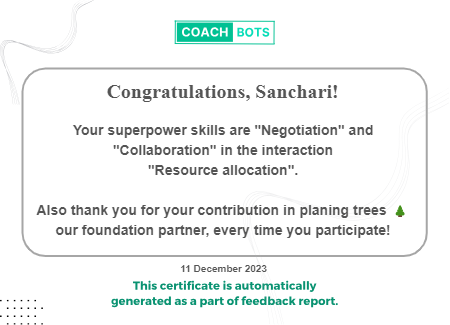 COACH BOTS
Congratulations, Sanchari!
Your superpower skills are "Negotiation" and
"Collaboration" in the interaction
"Resource allocation".
Also thank you for your contribution in planing trees 🌲
our foundation partner, every time you participate!
11 December 2023
This certificate is automatically
generated as a part of feedback report.